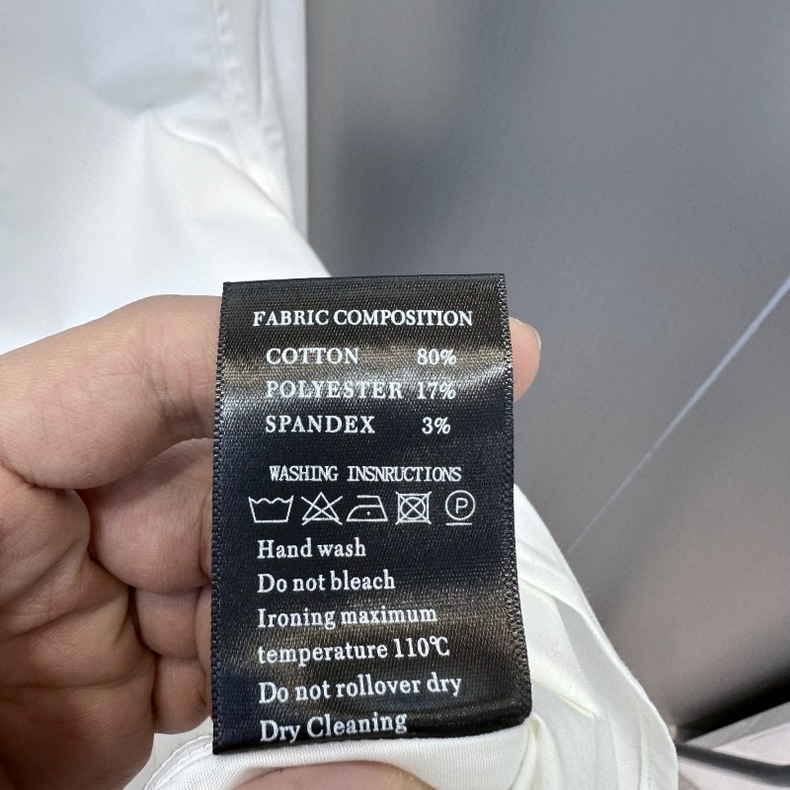 FABRIC COMPOSITION
COTTON 80%
POLYESTER 17%
SPANDEX 3%
WASHING INSNRUCTIONS
P
Hand wash
Do not bleach
Ironing maximum
temperature 110℃
Do not rollover dry
Dry Cleaning